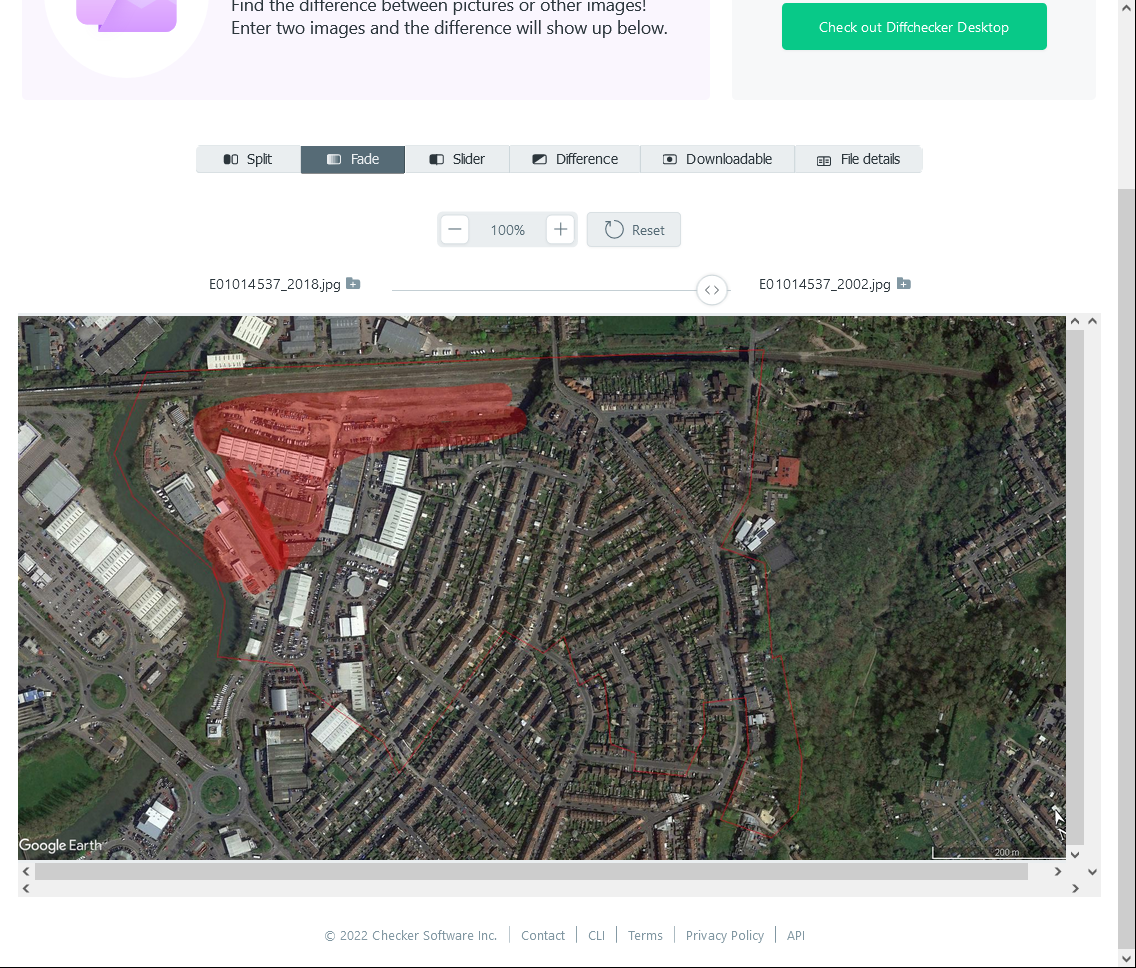 Find the difference between pictures or other images!
Enter two images and the difference will show up below.
Check out Diffchecker Desktop
Split
Fade
Slider
Difference
Downloadable
File details
100%
Reset
E01014537_2018.jpg
E01014537_2002.jpg
Google Earth
200 m
© 2022 Checker Software Inc.
Contact
CLI
Terms
Privacy Policy
API